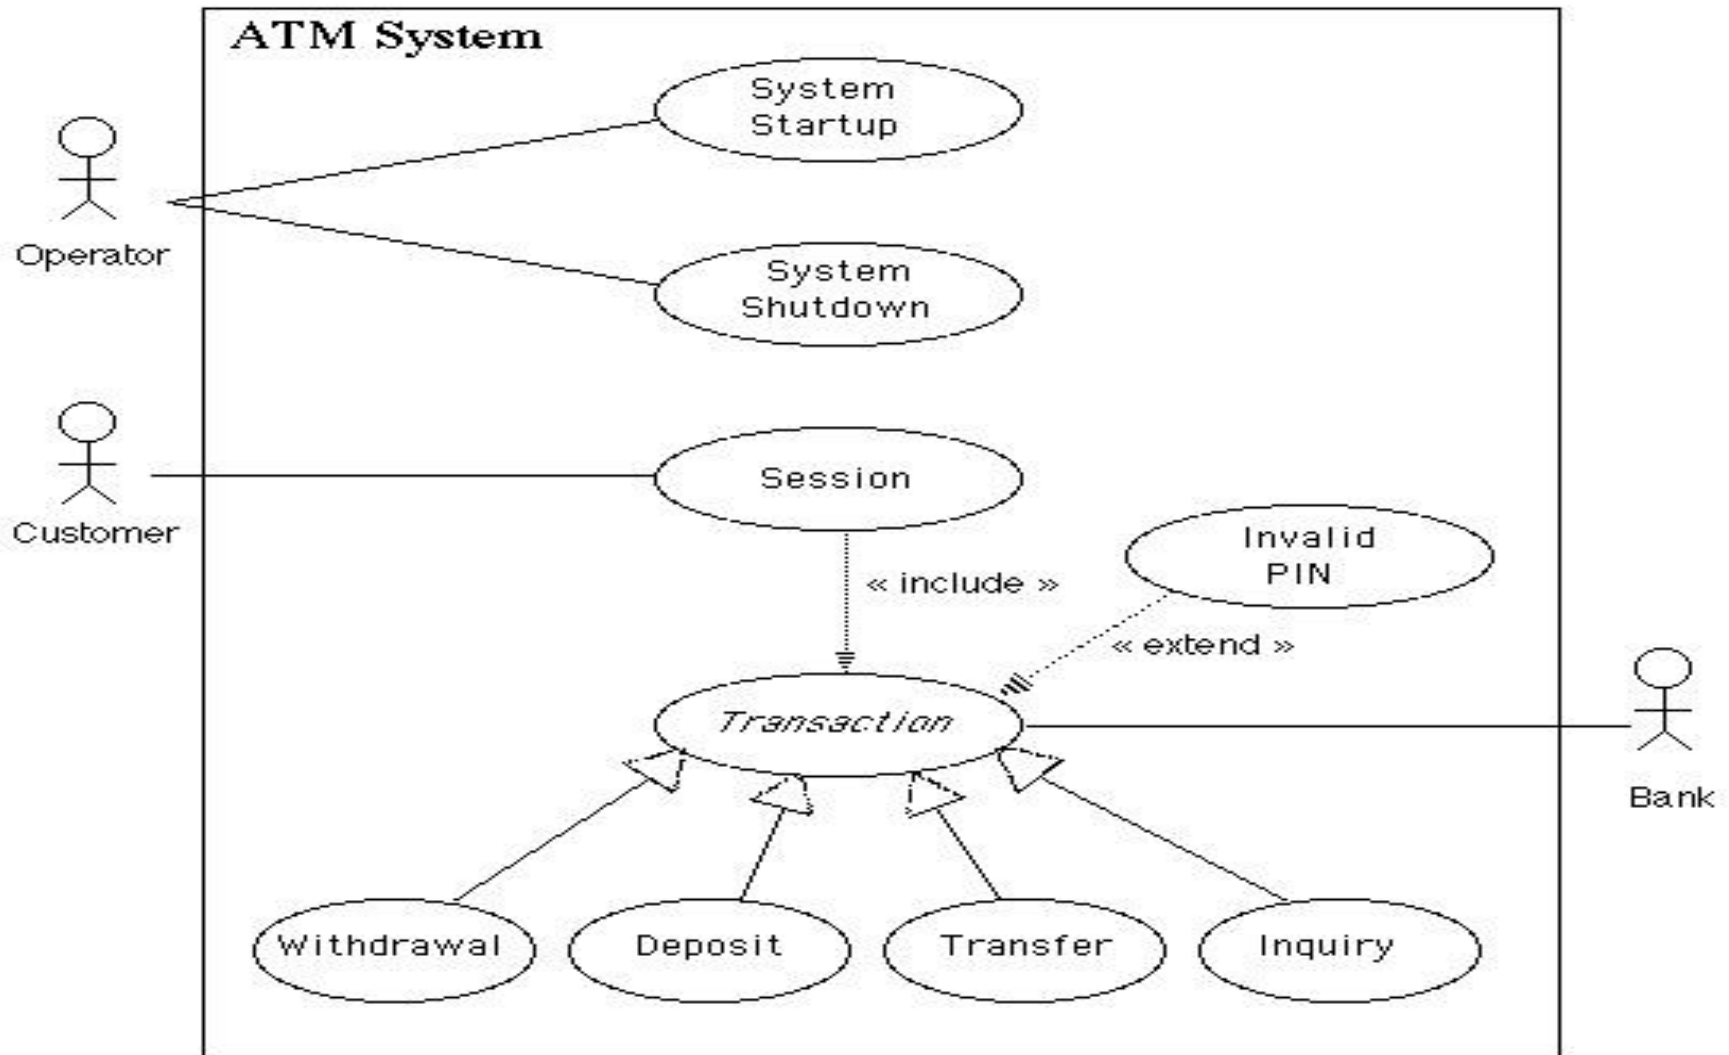 ATM System
System
Startup
Operator
System
Shutdown
Session
Customer
Invalid
PIN
« include »
« extend »
Transaction
Bank
Withdrawal
Deposit
Transfer
Inquiry